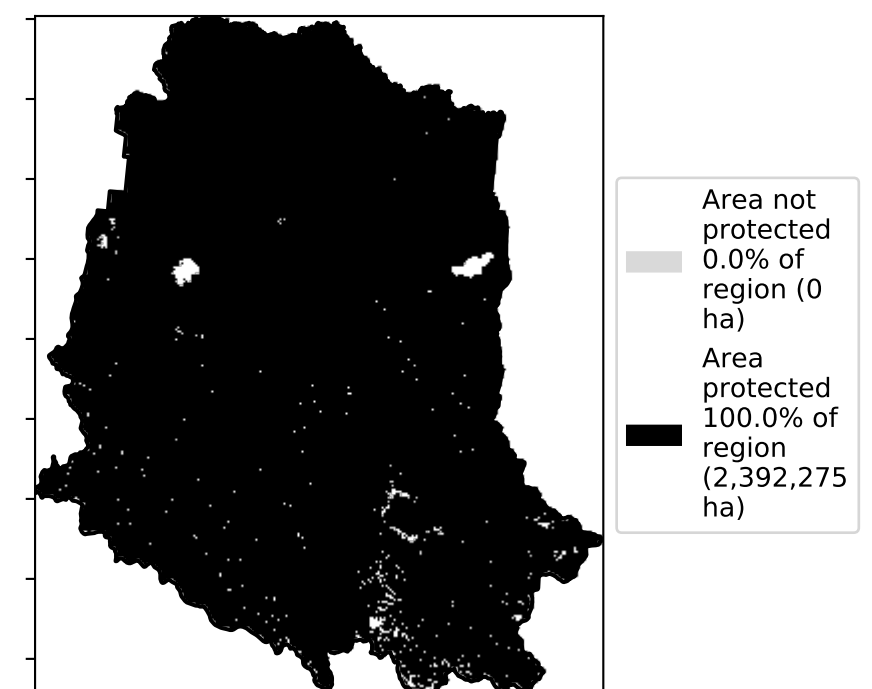 Area not
protected
0.0% of
region (0
ha)
Area
protected
100.0% of
region
(2,392,275
ha)